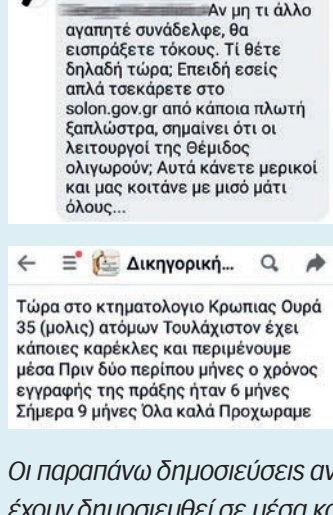 Αν μη τι άλλο
αγαπητέ συνάδελφε, θα
εισπράξετε τόκους. Τί θέτε
δηλαδή τώρα; Επειδή εσείς
απλά τσεκάρετε στο
solon.gov.gr από κάποια πλωτή
ξαπλώστρα, σημαίνει ότι οι
λειτουργοί της Θέμιδος
ολιγωρούν; Αυτά κάνετε μερικοί
και μας κοιτάνε με μισό μάτι
όλους...
Δικηγορική...
Τώρα στο κτηματολογιο Κρωπιας Ουρά
35 (μολις) ατόμων Τουλάχιστον έχει
κάποιες καρέκλες και περιμένουμε
μέσα Πριν δύο περίπου μήνες ο χρόνος
εγγραφής της πράξης ήταν 6 μήνες
Σήμερα 9 μήνες Όλα καλά Προχωραμε
Οι παραπάνω δημοσιεύσεις αν
έχουν δημοσιευθεί σε μέσα κο